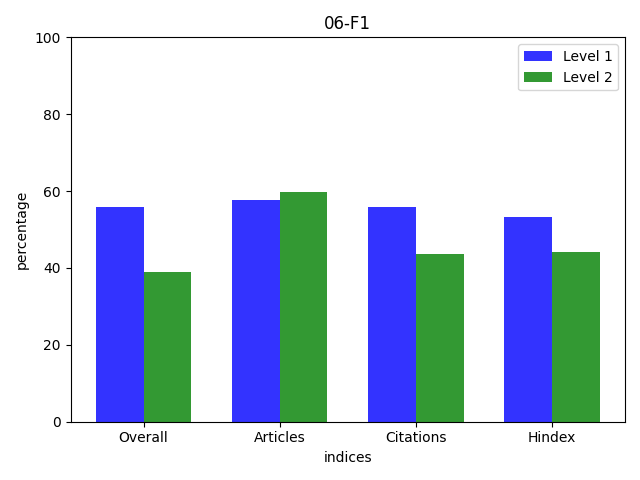 06-F1
100
80
60
40
20
0
percentage
Level 1
Level 2
Overall Articles Citations Hindex
indices